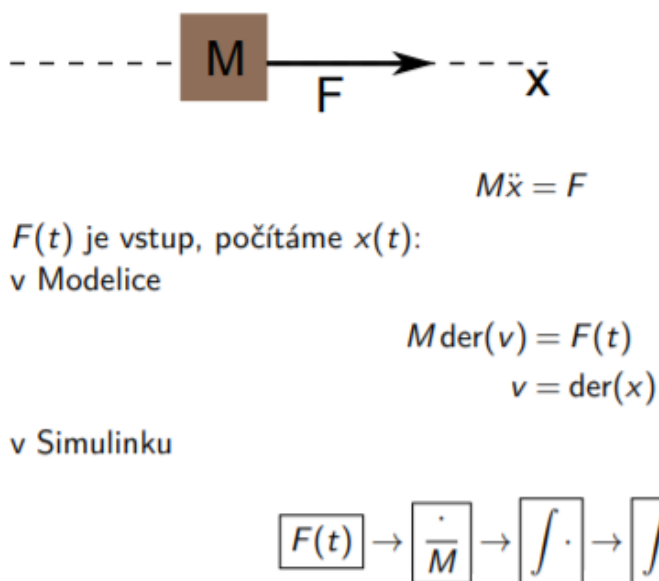 M
F
x
Mẍ = F
F(t) je vstup, počítáme x(t):
v Modelice
M der(v) = F(t)
v = der(x)
v Simulinku
F(t) → ·/M → ∫ · → ∫